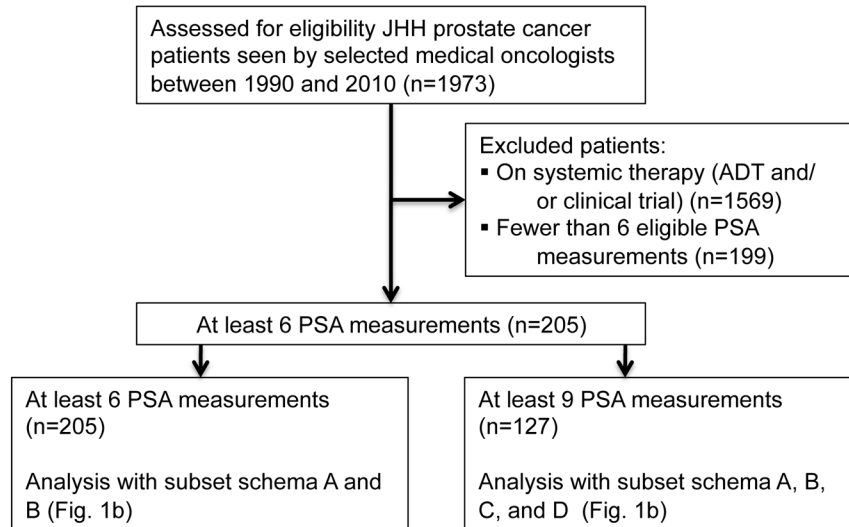 Assessed for eligibility JHH prostate cancer
patients seen by selected medical oncologists
between 1990 and 2010 (n=1973)
Excluded patients:
▪ On systemic therapy (ADT and/
or clinical trial) (n=1569)
▪ Fewer than 6 eligible PSA
measurements (n=199)
At least 6 PSA measurements (n=205)
At least 6 PSA measurements
(n=205)
Analysis with subset schema A and
B (Fig. 1b)
At least 9 PSA measurements
(n=127)
Analysis with subset schema A, B,
C, and D (Fig. 1b)